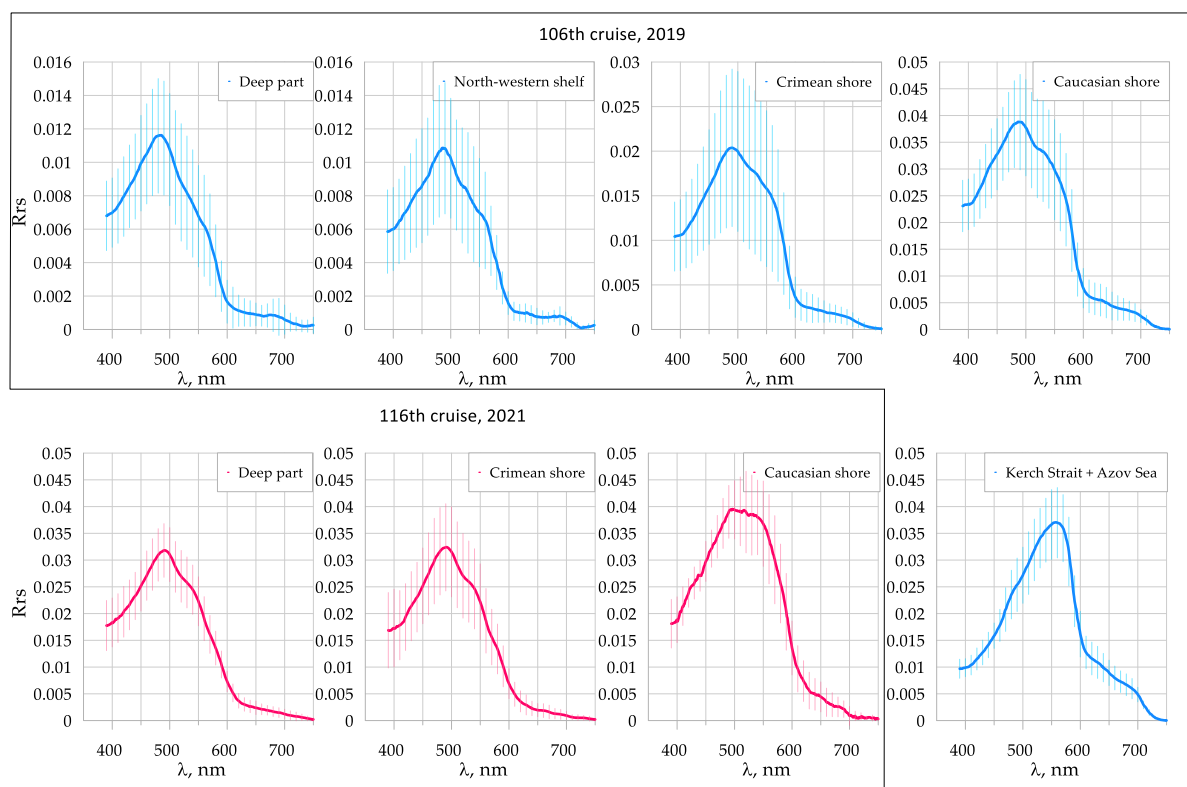 106th cruise, 2019
Rrs
0.016
0.014
0.012
0.01
0.008
0.006
0.004
0.002
0
Deep part
400 500 600 700
λ, nm
0.016
0.014
0.012
0.01
0.008
0.006
0.004
0.002
0
North-western shelf
400 500 600 700
λ, nm
0.03
0.025
0.02
0.015
0.01
0.005
0
Crimean shore
400 500 600 700
λ, nm
0.05
0.045
0.04
0.035
0.03
0.025
0.02
0.015
0.01
0.005
0
Caucasian shore
400 500 600 700
λ, nm
116th cruise, 2021
Rrs
0.05
0.045
0.04
0.035
0.03
0.025
0.02
0.015
0.01
0.005
0
Deep part
400 500 600 700
λ, nm
0.05
0.045
0.04
0.035
0.03
0.025
0.02
0.015
0.01
0.005
0
Crimean shore
400 500 600 700
λ, nm
0.05
0.045
0.04
0.035
0.03
0.025
0.02
0.015
0.01
0.005
0
Caucasian shore
400 500 600 700
λ, nm
0.05
0.045
0.04
0.035
0.03
0.025
0.02
0.015
0.01
0.005
0
Kerch Strait + Azov Sea
400 500 600 700
λ, nm